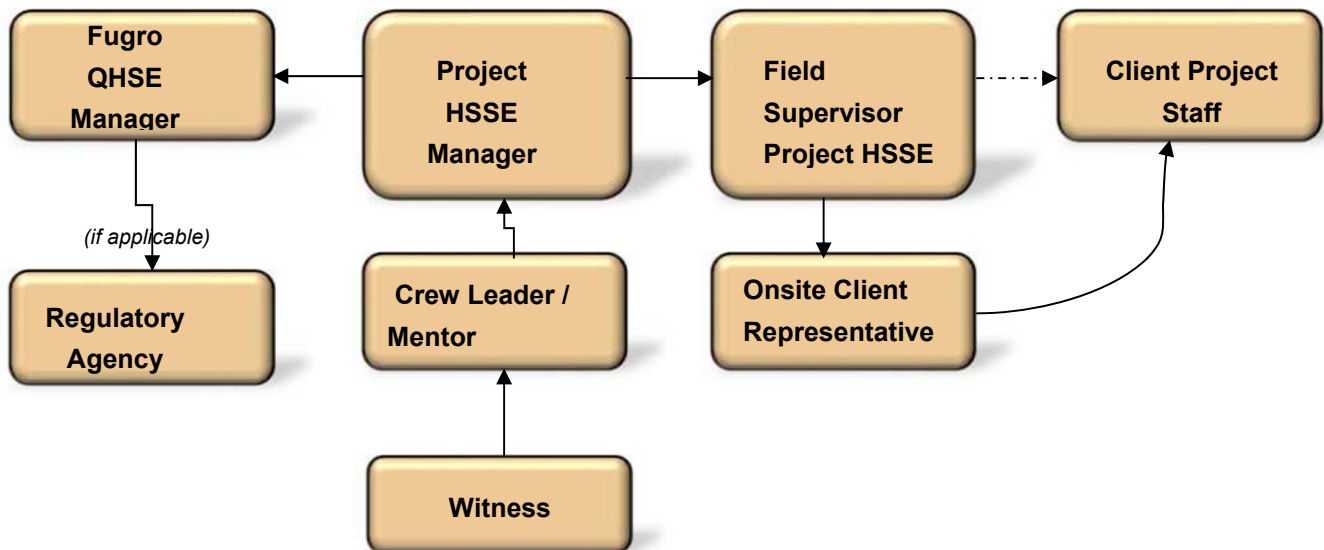 Fugro
QHSE
Manager
Project
HSSE
Manager
Field
Supervisor
Project HSSE
Client Project
Staff
(if applicable)
Regulatory
Agency
Crew Leader /
Mentor
Onsite Client
Representative
Witness